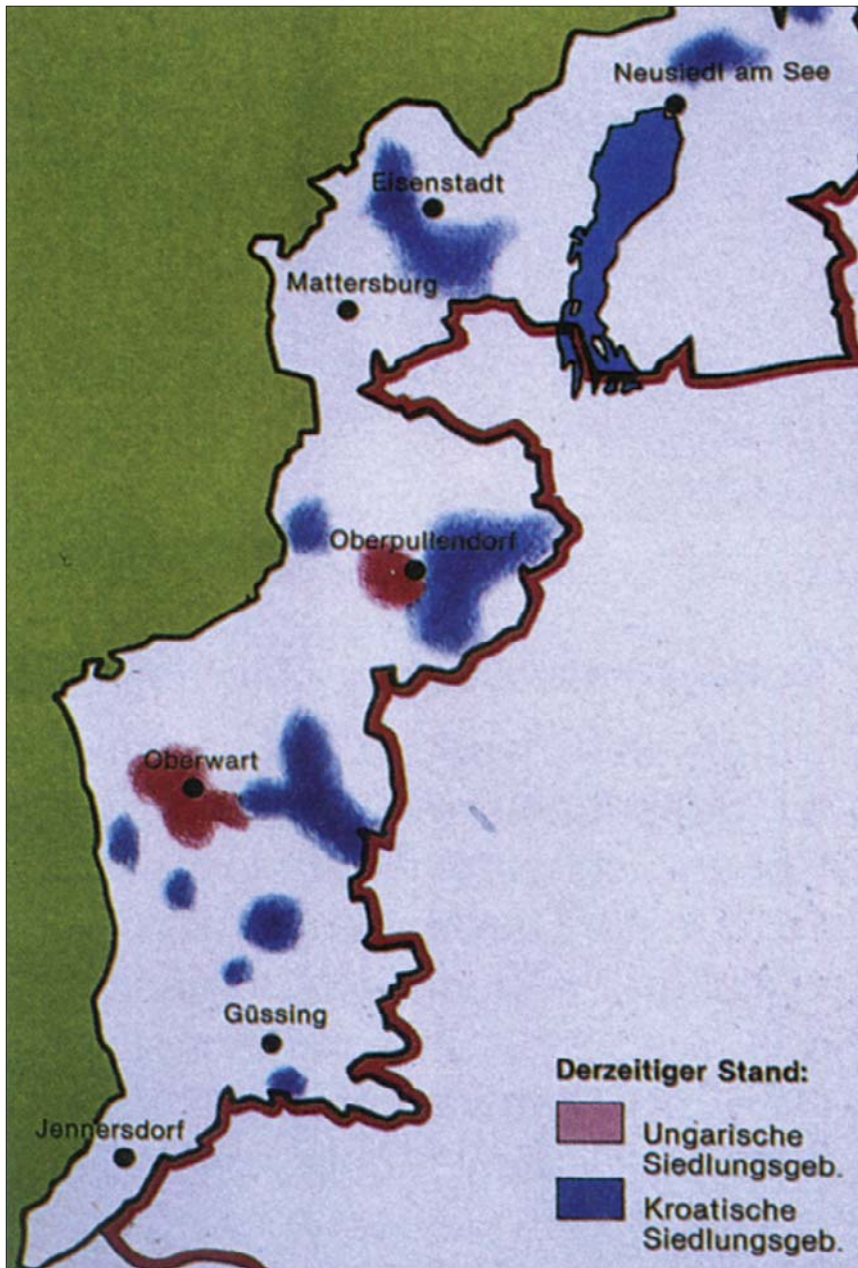 Neusiedl am See
Eisenstadt
Mattersburg
Oberpullendorf
Oberwart
Güssing
Jennersdorf
Derzeitiger Stand:
Ungarische
Siedlungsgeb.
Kroatische
Siedlungsgeb.